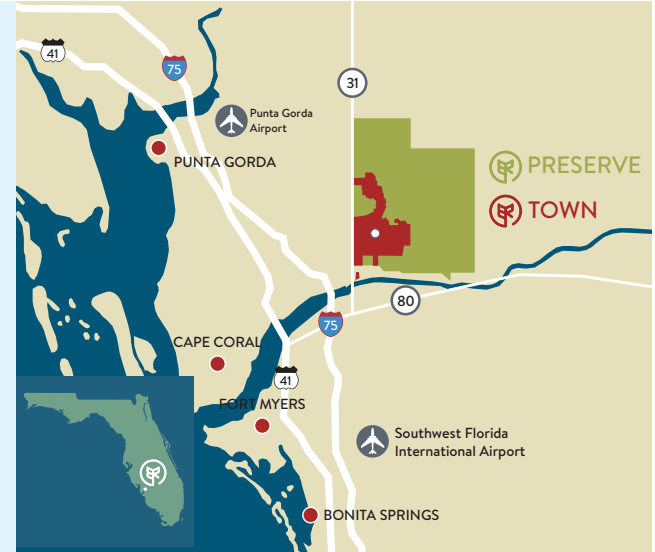 41
75
31
Punta Gorda
Airport
PUNTA GORDA
PRESERVE
TOWN
80
75
CAPE CORAL
41
FORT MYERS
Southwest Florida
International Airport
BONITA SPRINGS